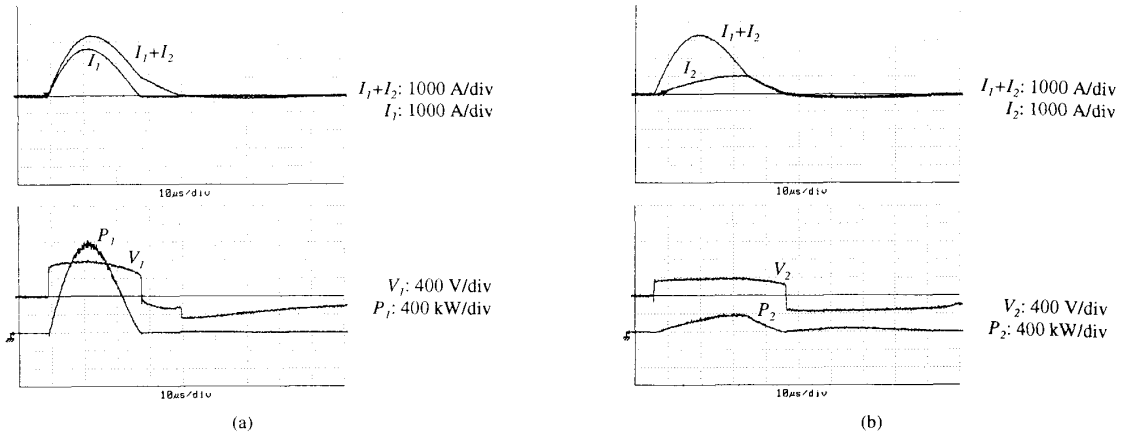 I₁
I₁+I₂
I₁+I₂: 1000 A/div
I₁: 1000 A/div
10µs/div
P₁
V₁
V₁: 400 V/div
P₁: 400 kW/div
10µs/div
(a)
I₁+I₂
I₂
I₁+I₂: 1000 A/div
I₂: 1000 A/div
10µs/div
V₂
P₂
V₂: 400 V/div
P₂: 400 kW/div
10µs/div
(b)